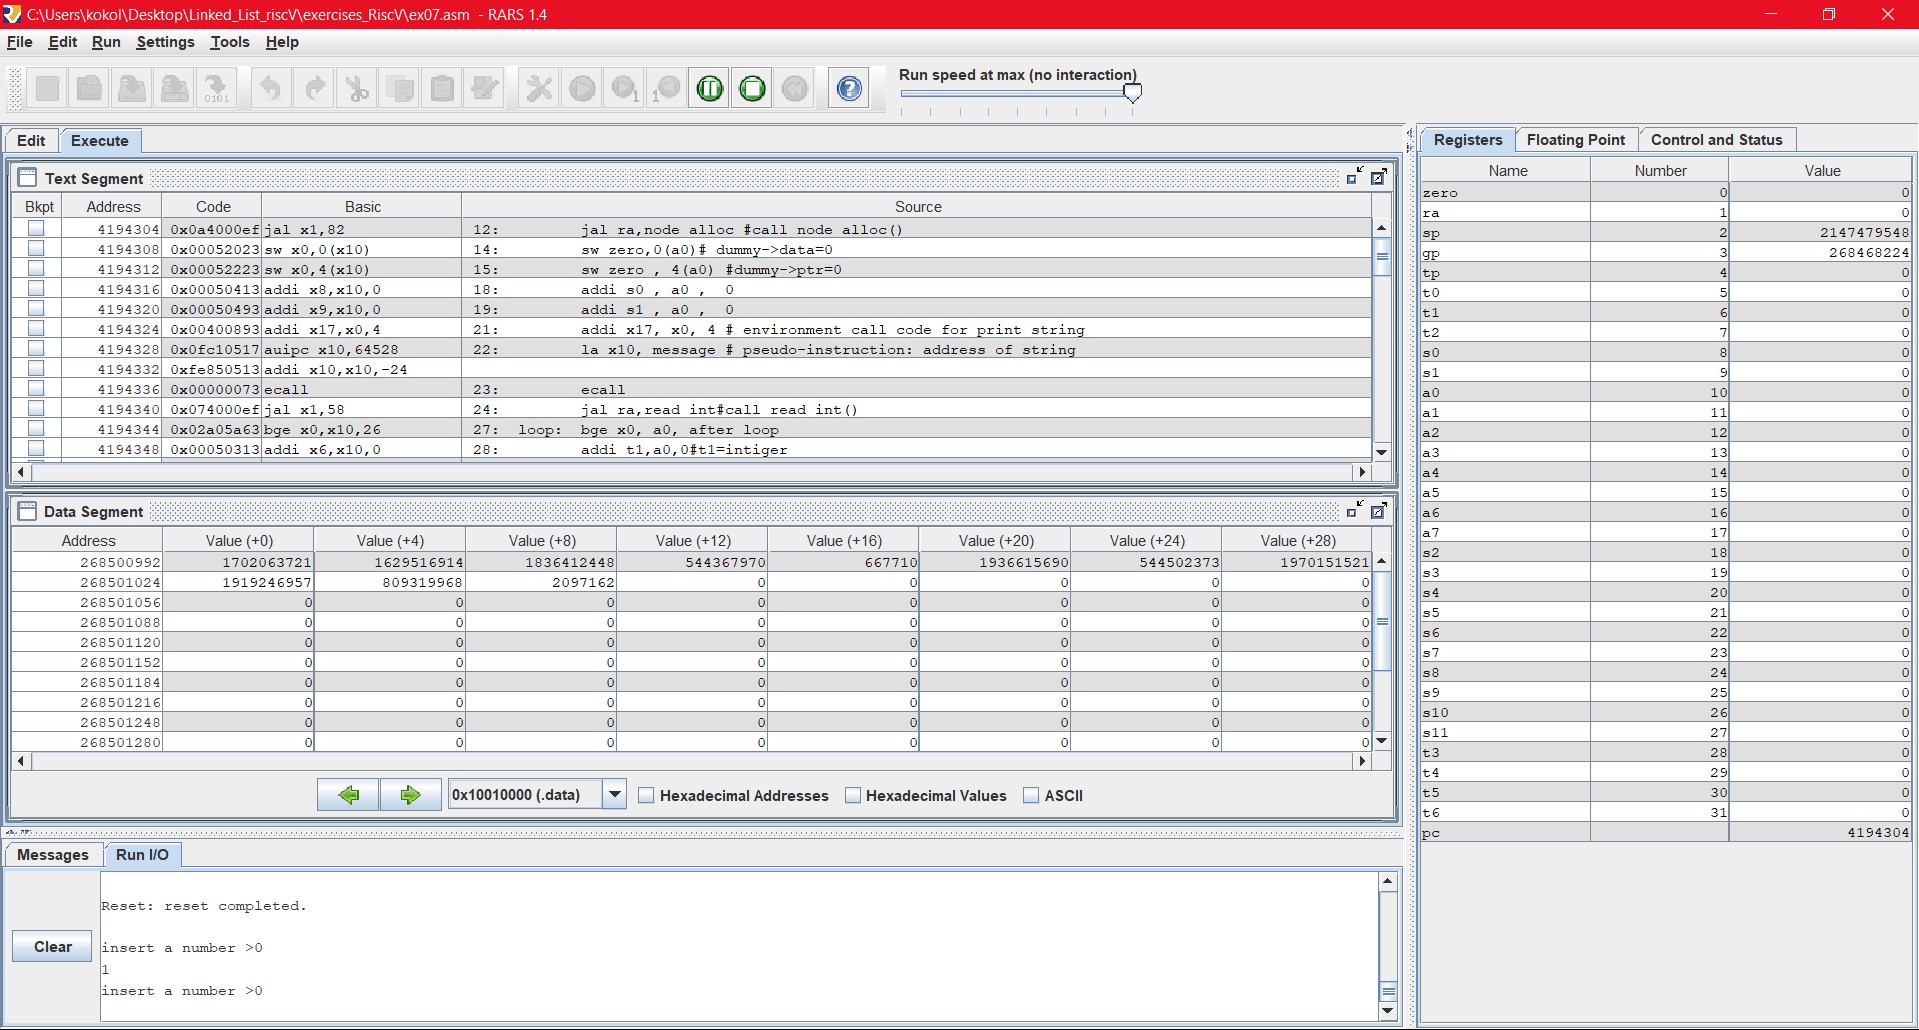 C:\Users\kokol\Desktop\Linked_List_riscV\exercises_RiscV\ex07.asm - RARS 1.4
File Edit Run Settings Tools Help
Run speed at max (no interaction)
Edit Execute
Text Segment
Bkpt Address Code Basic Source
4194304 0x0a4000ef jal x1,82 12: jal ra,node alloc #call node alloc()
4194308 0x00052023 sw x0,0(x10) 14: sw zero,0(a0)# dummy->data=0
4194312 0x00052223 sw x0,4(x10) 15: sw zero , 4(a0) #dummy->ptr=0
4194316 0x00050413 addi x8,x10,0 18: addi s0 , a0 , 0
4194320 0x00050493 addi x9,x10,0 19: addi s1 , a0 , 0
4194324 0x00400893 addi x17,x0,4 21: addi x17, x0, 4 # environment call code for print string
4194328 0x0fc10517 auipc x10,64528 22: la x10, message # pseudo-instruction: address of string
4194332 0xfe850513 addi x10,x10,-24
4194336 0x00000073 ecall 23: ecall
4194340 0x074000ef jal x1,58 24: jal ra,read int#call read int()
4194344 0x02a05a63 bge x0,x10,26 27: loop: bge x0, a0, after loop
4194348 0x00050313 addi x6,x10,0 28: addi t1,a0,0#t1=intiger
Data Segment
Address Value (+0) Value (+4) Value (+8) Value (+12) Value (+16) Value (+20) Value (+24) Value (+28)
268500992 1702063721 1629516914 1836412448 544367970 667710 1936615690 544502373 1970151521
268501024 1919246957 809319968 2097162 0 0 0 0 0
268501056 0 0 0 0 0 0 0 0
268501088 0 0 0 0 0 0 0 0
268501120 0 0 0 0 0 0 0 0
268501152 0 0 0 0 0 0 0 0
268501184 0 0 0 0 0 0 0 0
268501216 0 0 0 0 0 0 0 0
268501248 0 0 0 0 0 0 0 0
268501280 0 0 0 0 0 0 0 0
0x10010000 (.data) Hexadecimal Addresses Hexadecimal Values ASCII
Messages Run I/O
Clear
Reset: reset completed.
insert a number >0
1
insert a number >0
Registers Floating Point Control and Status
Name Number Value
zero 0 0
ra 1 0
sp 2 2147479548
gp 3 268468224
tp 4 0
t0 5 0
t1 6 0
t2 7 0
s0 8 0
s1 9 0
a0 10 0
a1 11 0
a2 12 0
a3 13 0
a4 14 0
a5 15 0
a6 16 0
a7 17 0
s2 18 0
s3 19 0
s4 20 0
s5 21 0
s6 22 0
s7 23 0
s8 24 0
s9 25 0
s10 26 0
s11 27 0
t3 28 0
t4 29 0
t5 30 0
t6 31 0
pc 4194304